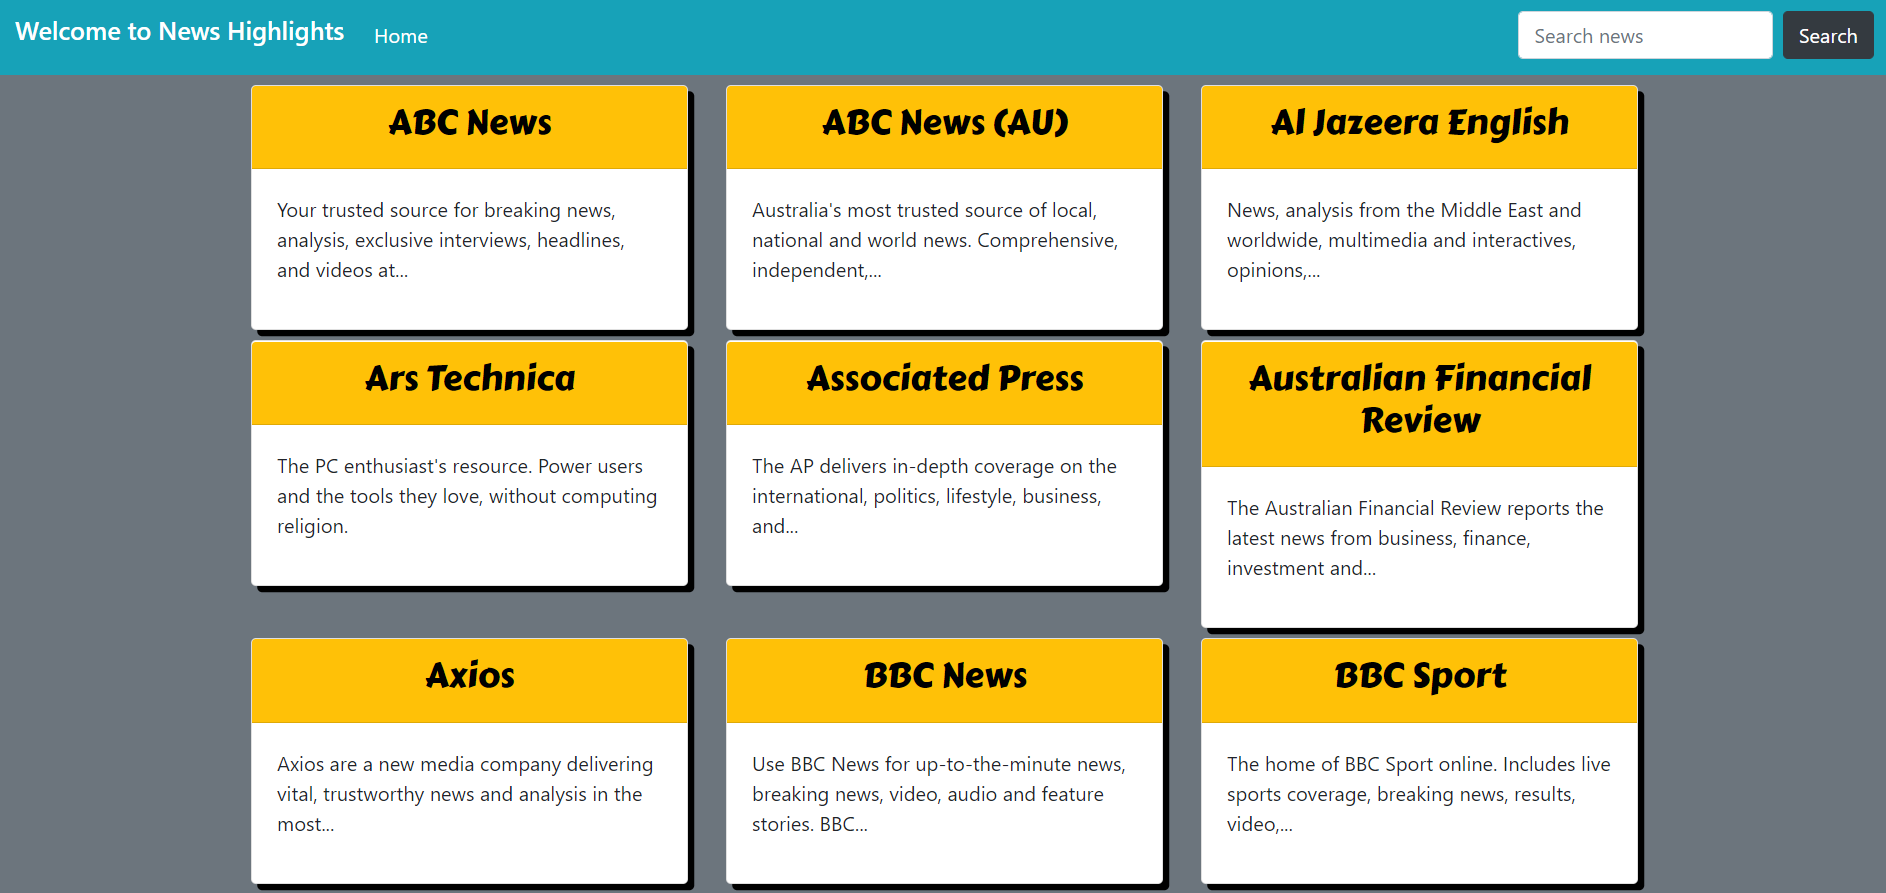 Welcome to News Highlights
Home
Search news
Search
ABC News
Your trusted source for breaking news,
analysis, exclusive interviews, headlines,
and videos at...
ABC News (AU)
Australia's most trusted source of local,
national and world news. Comprehensive,
independent,...
Al Jazeera English
News, analysis from the Middle East and
worldwide, multimedia and interactives,
opinions,...
Ars Technica
The PC enthusiast's resource. Power users
and the tools they love, without computing
religion.
Associated Press
The AP delivers in-depth coverage on the
international, politics, lifestyle, business,
and...
Australian Financial
Review
The Australian Financial Review reports the
latest news from business, finance,
investment and...
Axios
Axios are a new media company delivering
vital, trustworthy news and analysis in the
most...
BBC News
Use BBC News for up-to-the-minute news,
breaking news, video, audio and feature
stories. BBC...
BBC Sport
The home of BBC Sport online. Includes live
sports coverage, breaking news, results,
video,...